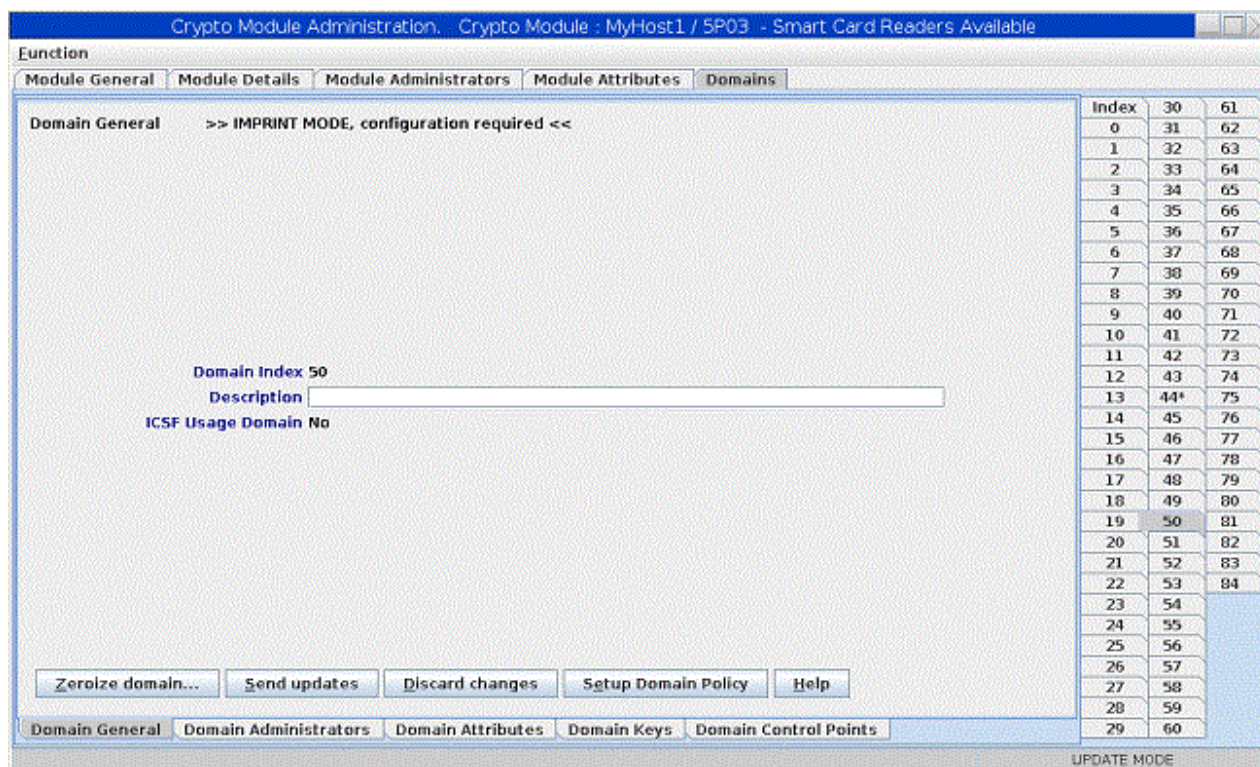 Crypto Module Administration. Crypto Module : MyHost1 / 5P03 - Smart Card Readers Available
Function
Module General Module Details Module Administrators Module Attributes Domains
Domain General >> IMPRINT MODE, configuration required <<
Domain Index 50
Description
ICSF Usage Domain No
Zeroize domain... Send updates Discard changes Setup Domain Policy Help
Domain General Domain Administrators Domain Attributes Domain Keys Domain Control Points
Index 30 61
0 31 62
1 32 63
2 33 64
3 34 65
4 35 66
5 36 67
6 37 68
7 38 69
8 39 70
9 40 71
10 41 72
11 42 73
12 43 74
13 44* 75
14 45 76
15 46 77
16 47 78
17 48 79
18 49 80
19 50 81
20 51 82
21 52 83
22 53 84
23 54
24 55
25 56
26 57
27 58
28 59
29 60
UPDATE MODE